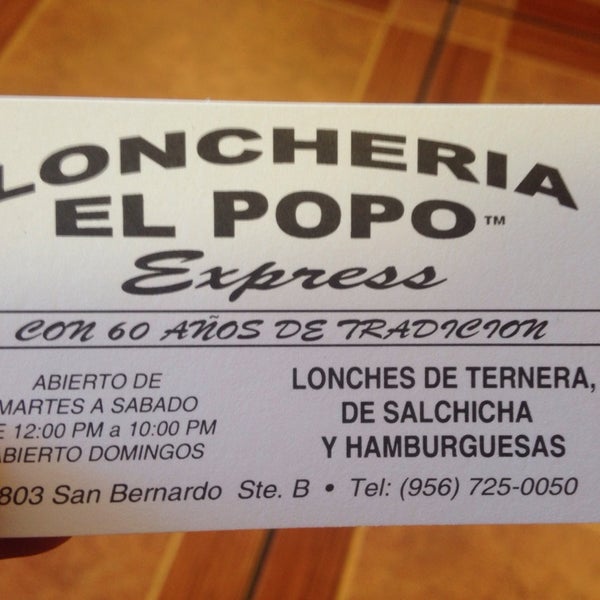 LONCHERIA
EL POPO™
Express
CON 60 AÑOS DE TRADICION
ABIERTO DE
MARTES A SABADO
E 12:00 PM a 10:00 PM
ABIERTO DOMINGOS
LONCHES DE TERNERA,
DE SALCHICHA
Y HAMBURGUESAS
803 San Bernardo Ste. B • Tel: (956) 725-0050